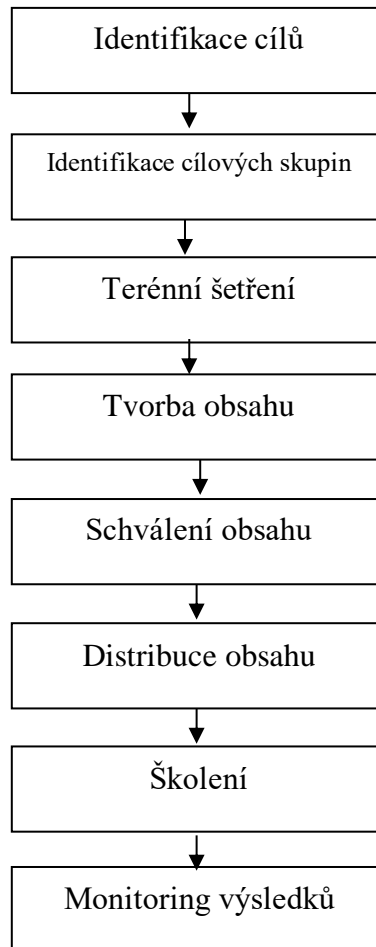 Identifikace cílů
Identifikace cílových skupin
Terénní šetření
Tvorba obsahu
Schválení obsahu
Distribuce obsahu
Školení
Monitoring výsledků